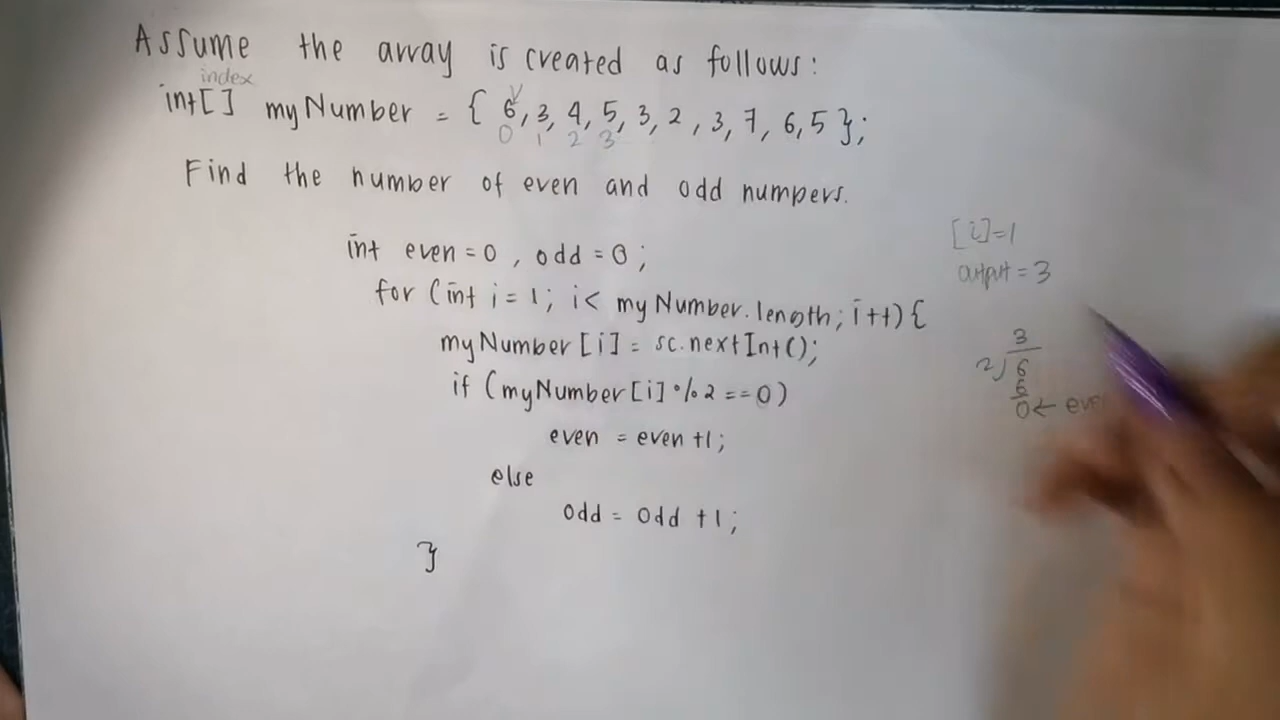 Assume the array is created as follows:
index
int[] myNumber = { 6, 3, 4, 5, 3, 2, 3, 7, 6, 5 };
0 1 2 3
Find the number of even and odd numpers.
int even = 0, odd = 0;
for (int i = 1; i < myNumber.length; i++) {
myNumber [i] = sc.nextInt();
if (myNumber [i] % 2 == 0)
even = even +1;
else
odd = odd +1;
}
[i]=1
output = 3
3
2 6
6
0 ←